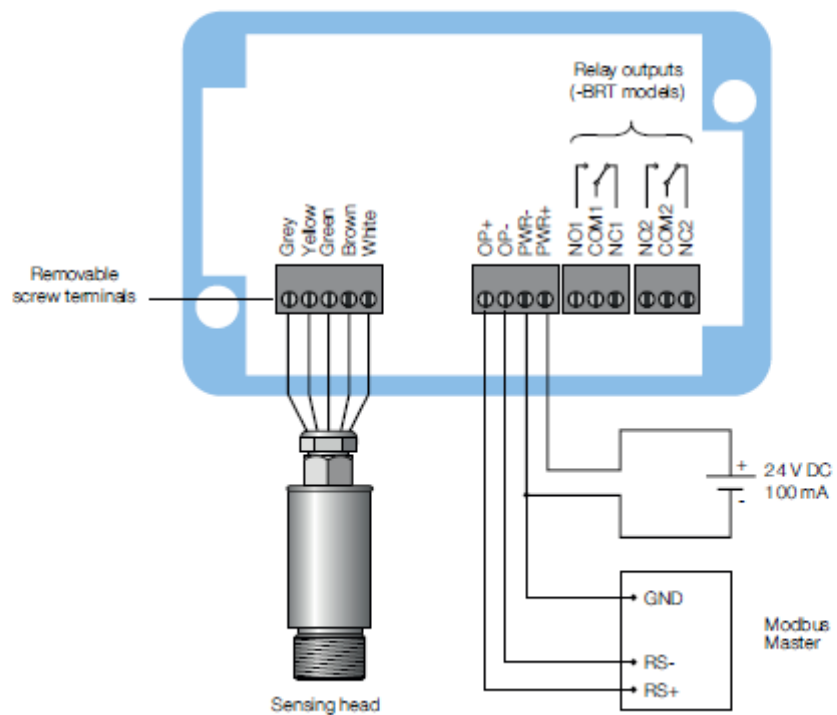 Relay outputs
(-BRT models)
Grey
Yellow
Green
Brown
White
OP+
OP-
PWR-
PWR+
NO1
COM1
NC1
NO2
COM2
NC2
Removable
screw terminals
+
24 V DC
100 mA
-
GND
Modbus
Master
RS-
RS+
Sensing head